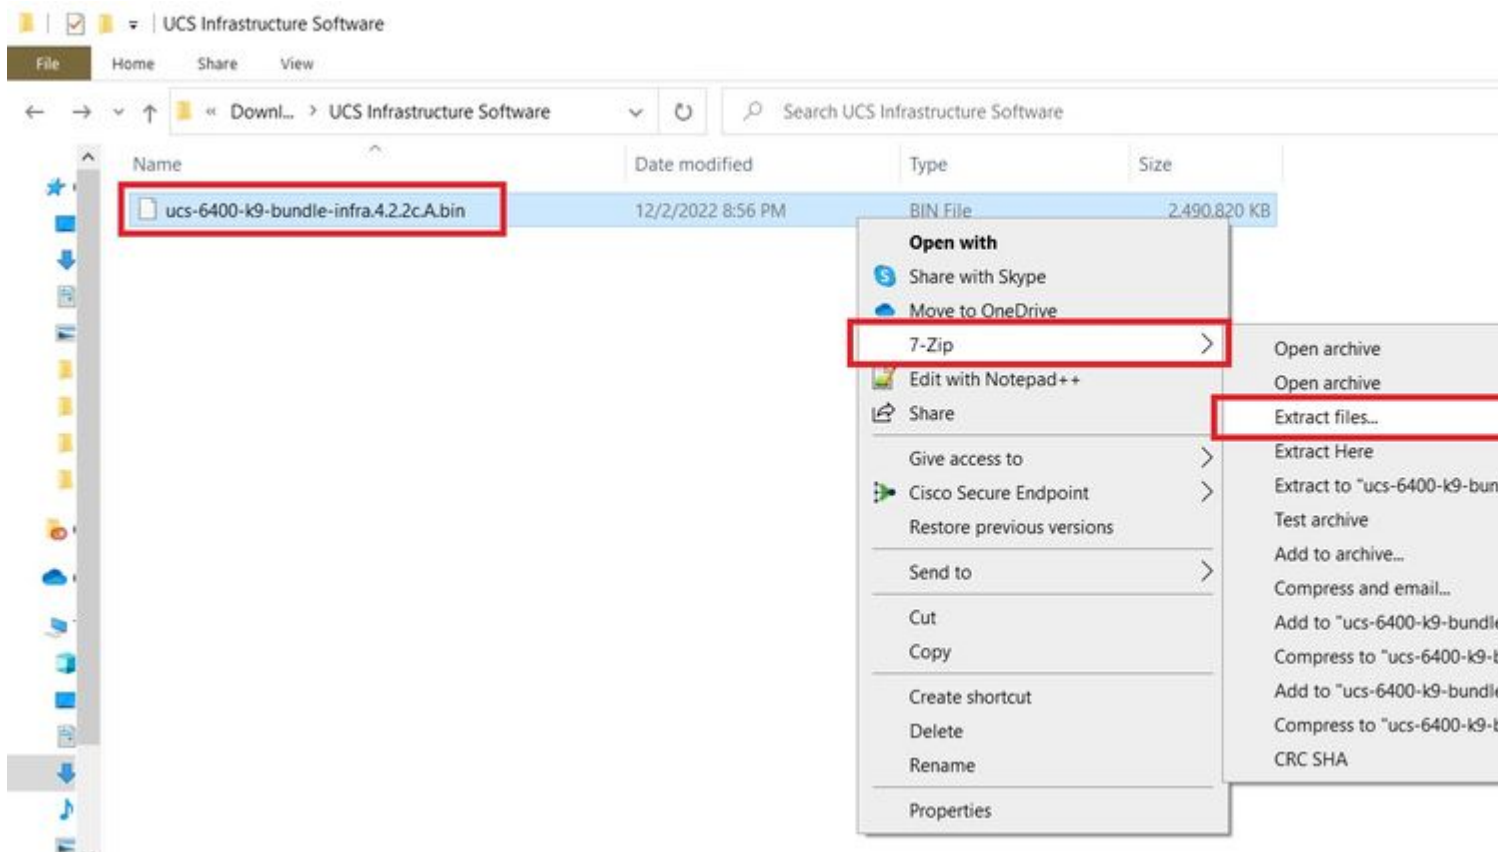 UCS Infrastructure Software
File Home Share View
« Downl... > UCS Infrastructure Software Search UCS Infrastructure Software
Name Date modified Type Size
ucs-6400-k9-bundle-infra.4.2.2c.A.bin 12/2/2022 8:56 PM BIN File 2.490.820 KB
Open with
Share with Skype
Move to OneDrive
7-Zip
Edit with Notepad++
Share
Give access to
Cisco Secure Endpoint
Restore previous versions
Send to
Cut
Copy
Create shortcut
Delete
Rename
Properties
Open archive
Open archive
Extract files...
Extract Here
Extract to "ucs-6400-k9-bun
Test archive
Add to archive...
Compress and email...
Add to "ucs-6400-k9-bundle
Compress to "ucs-6400-k9-b
Add to "ucs-6400-k9-bundle
Compress to "ucs-6400-k9-b
CRC SHA